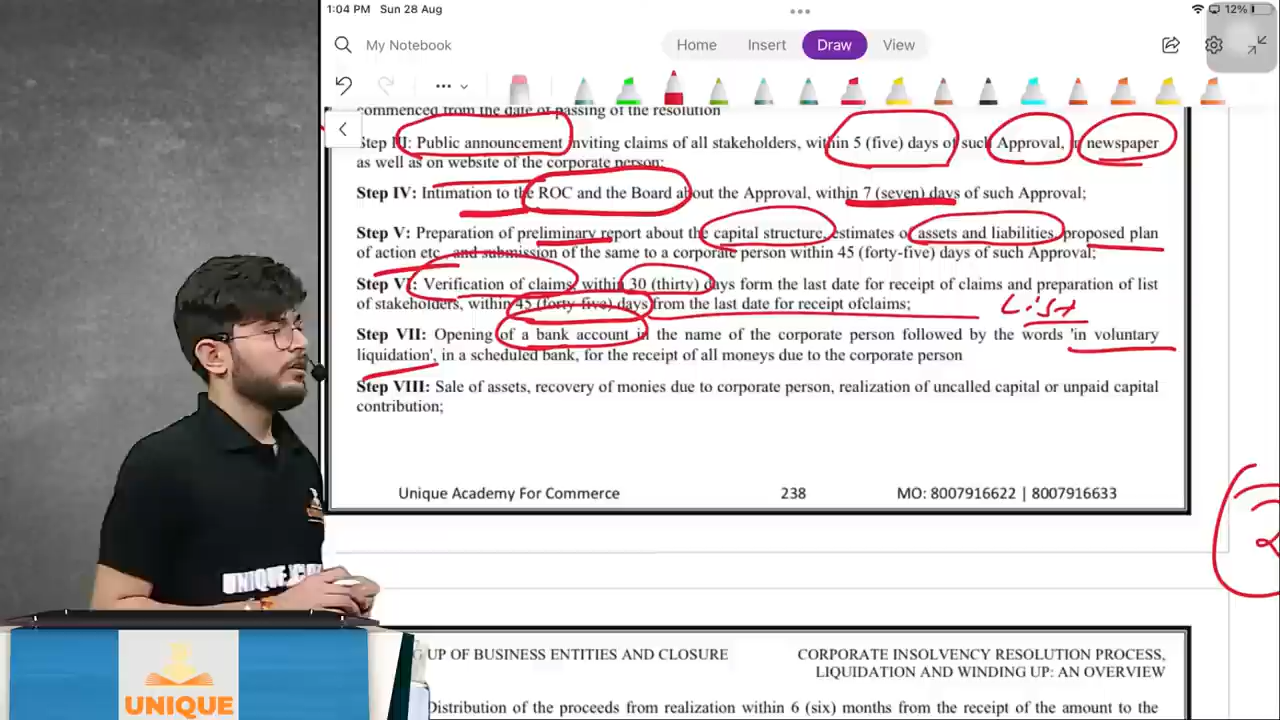 1:04 PM Sun 28 Aug
12%
My Notebook
Home Insert Draw View
commenced from the date of passing of the resolution
Step III: Public announcement inviting claims of all stakeholders, within 5 (five) days of such Approval, in newspaper
as well as on website of the corporate person;
Step IV: Intimation to the ROC and the Board about the Approval, within 7 (seven) days of such Approval;
Step V: Preparation of preliminary report about the capital structure, estimates of assets and liabilities, proposed plan
of action etc., and submission of the same to a corporate person within 45 (forty-five) days of such Approval;
Step VI: Verification of claims, within 30 (thirty) days form the last date for receipt of claims and preparation of list
of stakeholders, within 45 (forty-five) days from the last date for receipt ofclaims;
List
Step VII: Opening of a bank account in the name of the corporate person followed by the words 'in voluntary
liquidation', in a scheduled bank, for the receipt of all moneys due to the corporate person
Step VIII: Sale of assets, recovery of monies due to corporate person, realization of uncalled capital or unpaid capital
contribution;
Unique Academy For Commerce 238 MO: 8007916622 | 8007916633
2
G UP OF BUSINESS ENTITIES AND CLOSURE CORPORATE INSOLVENCY RESOLUTION PROCESS,
LIQUIDATION AND WINDING UP: AN OVERVIEW
Distribution of the proceeds from realization within 6 (six) months from the receipt of the amount to the
UNIQUE